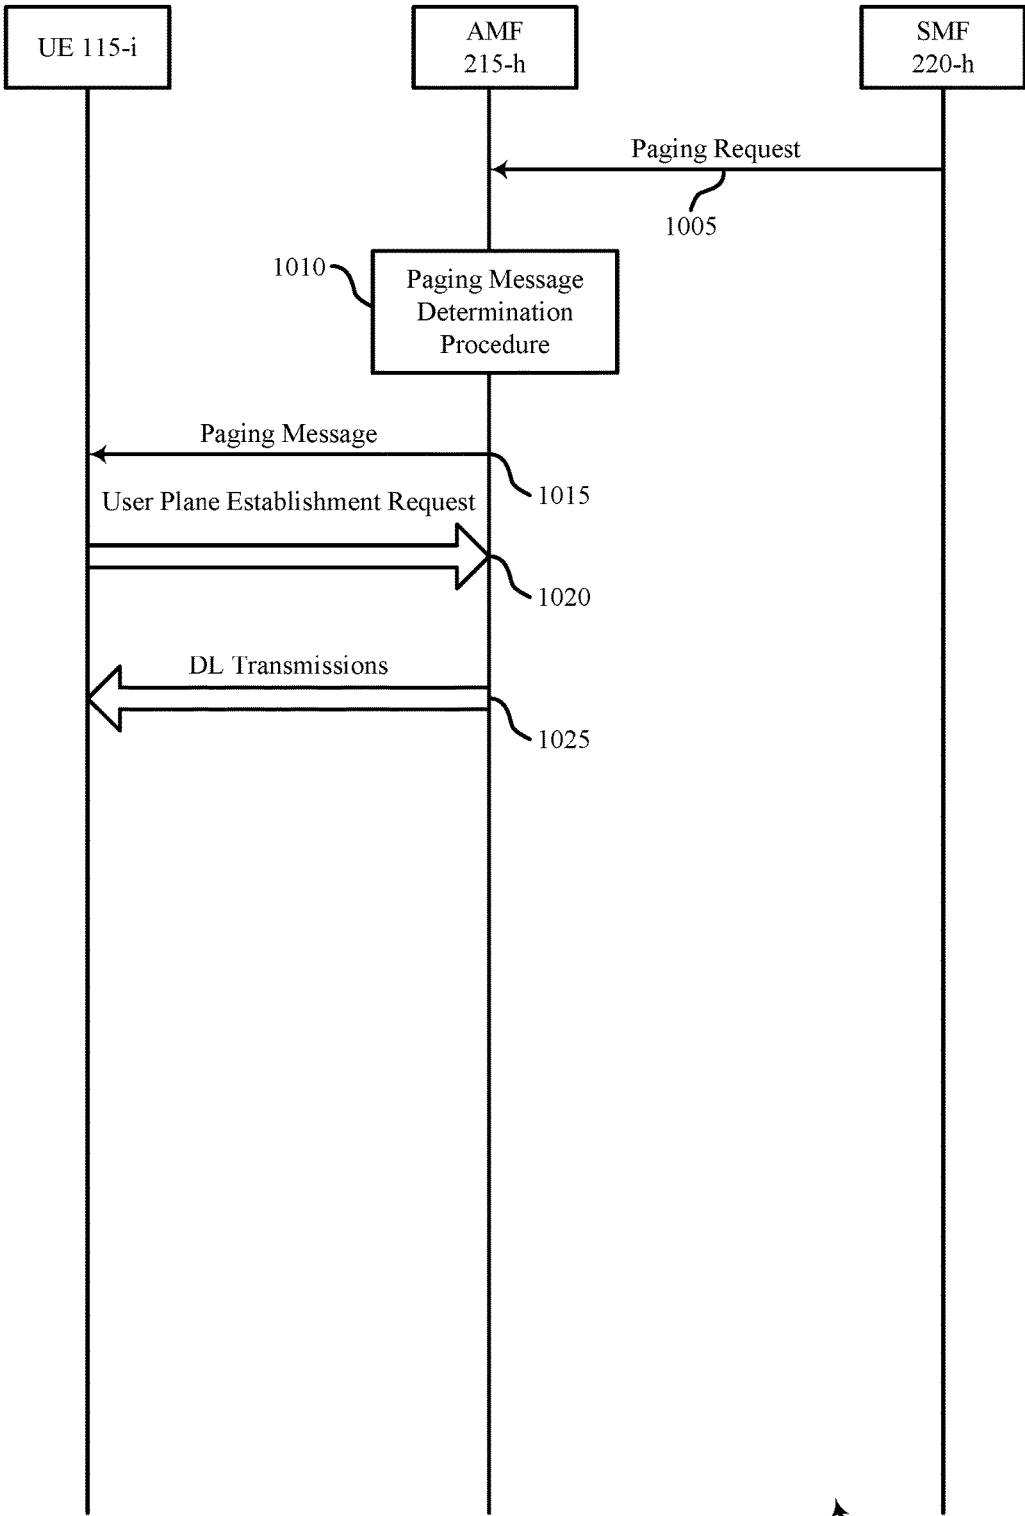 UE 115-i
AMF
215-h
SMF
220-h
Paging Request
1005
1010
Paging Message
Determination
Procedure
Paging Message
1015
User Plane Establishment Request
1020
DL Transmissions
1025